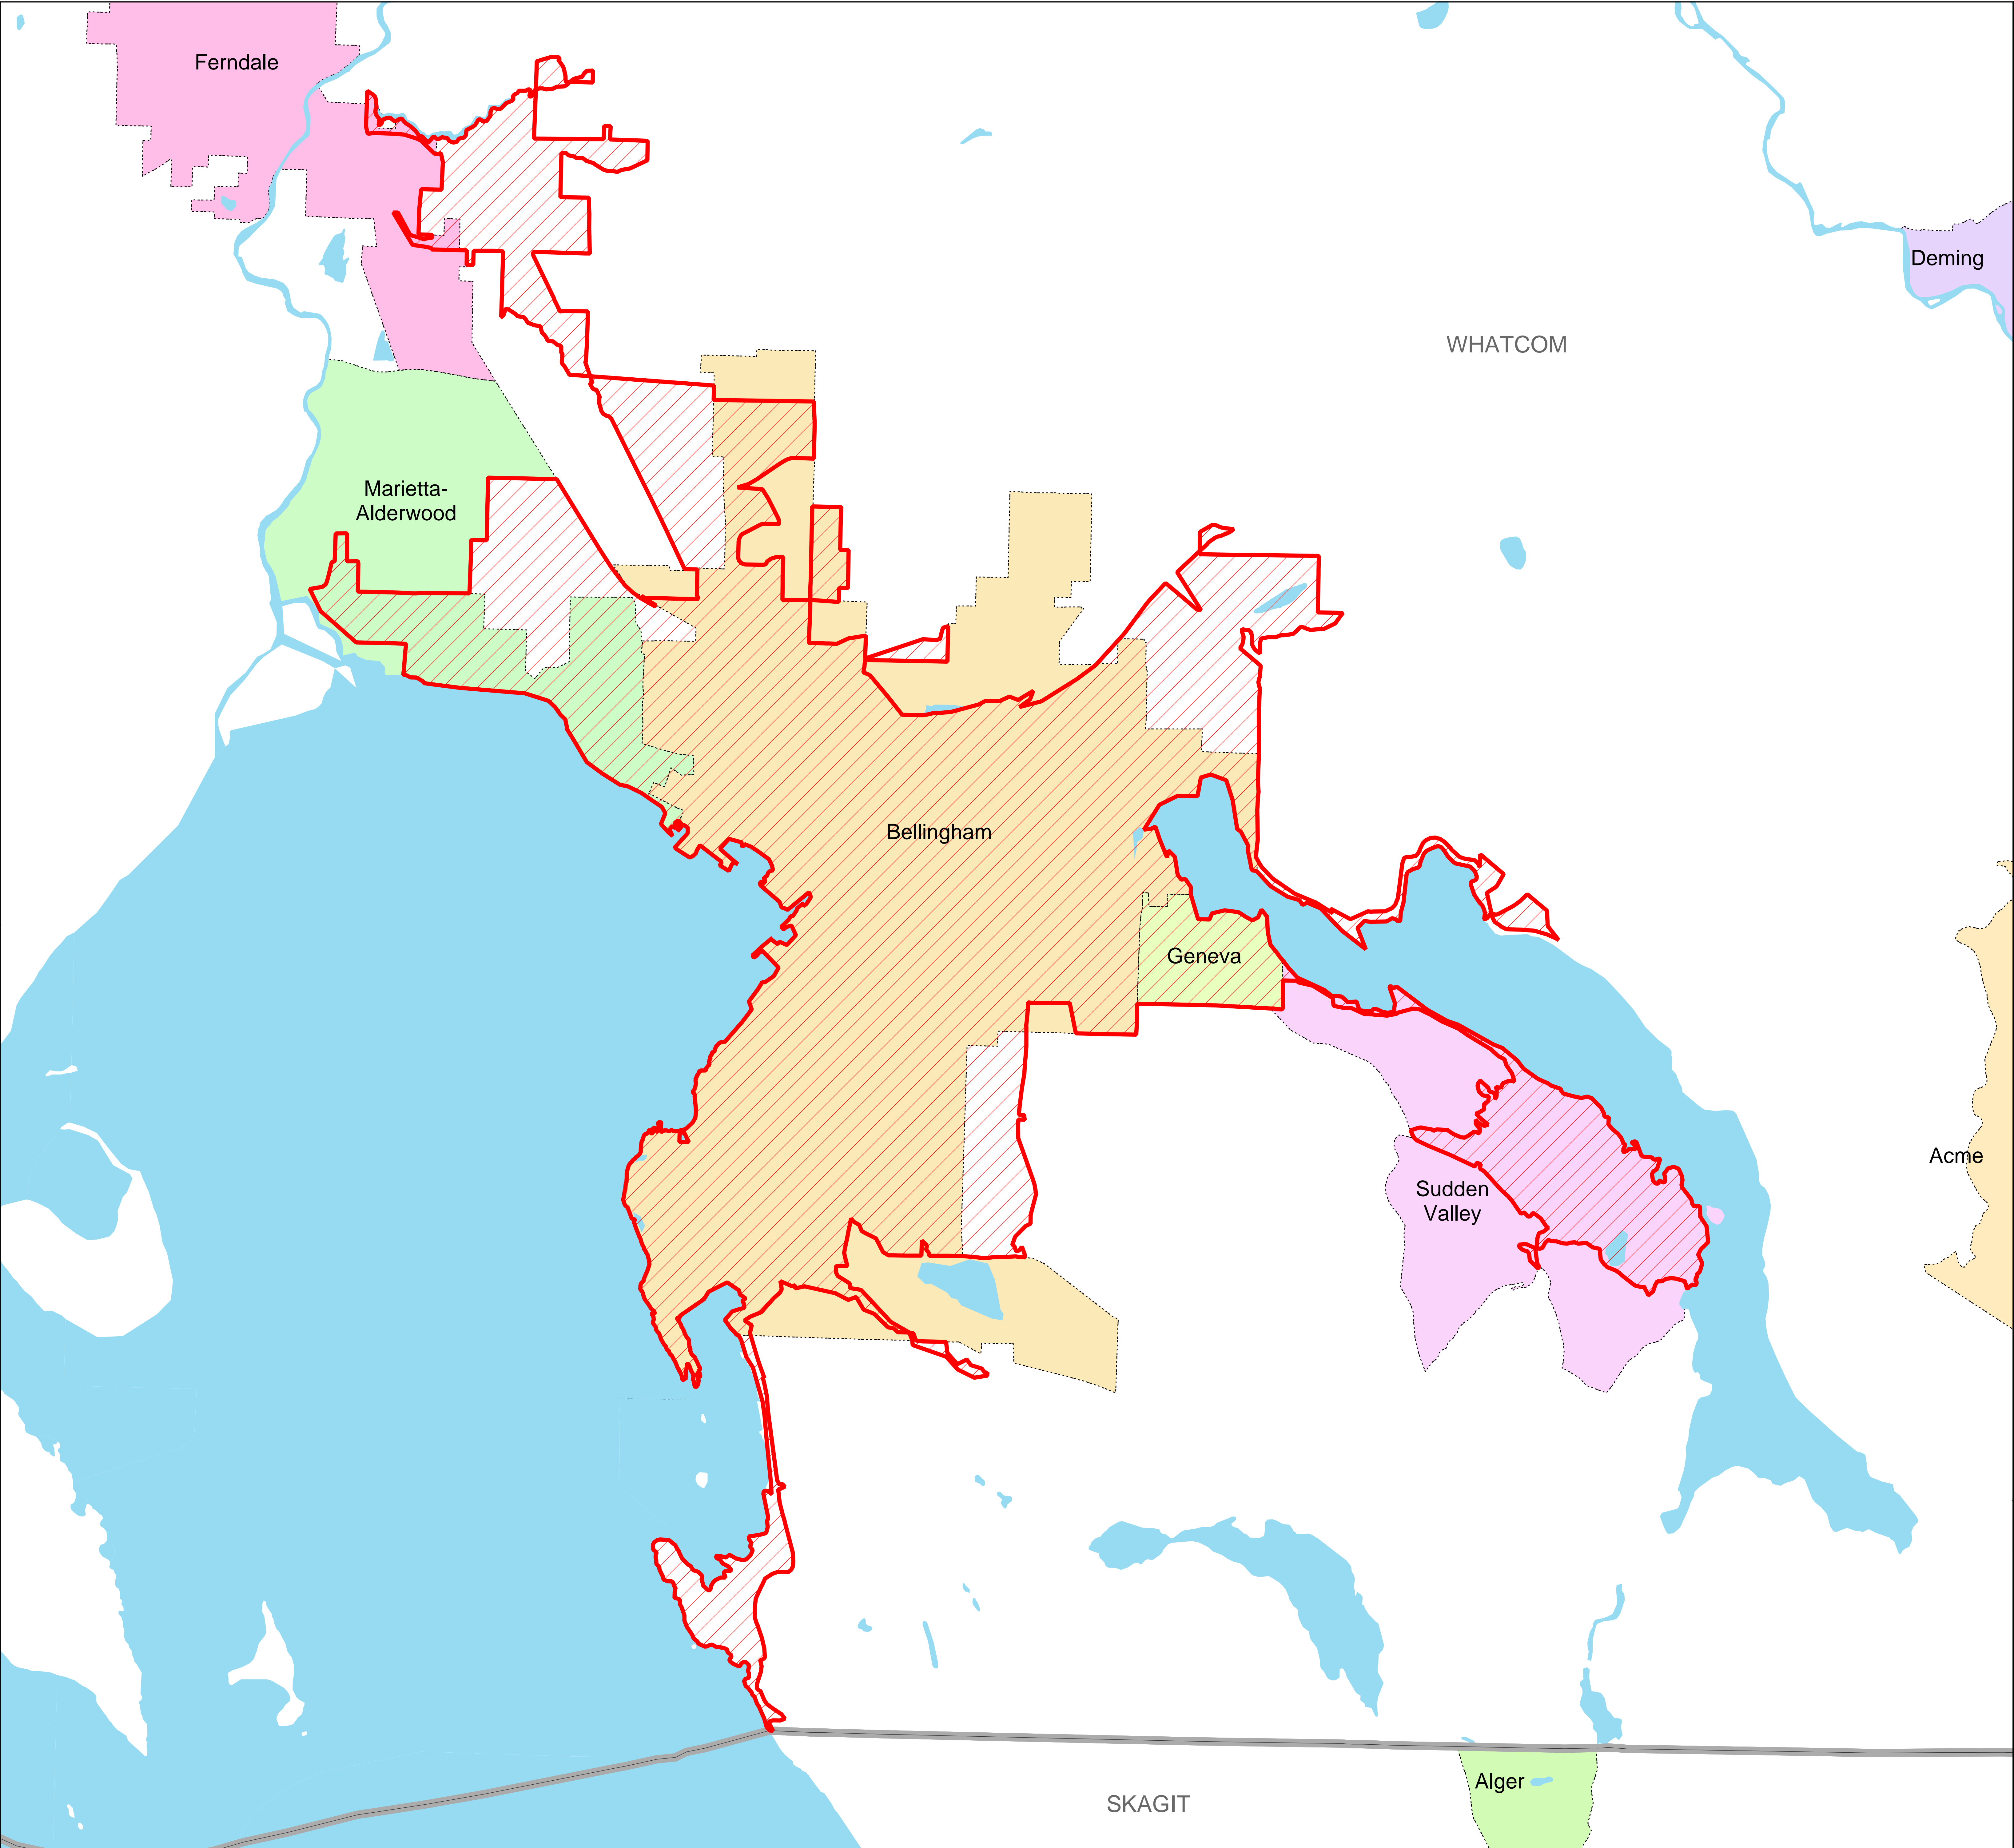 Ferndale
Deming
WHATCOM
Marietta-
Alderwood
Bellingham
Geneva
Acme
Sudden
Valley
Alger
SKAGIT